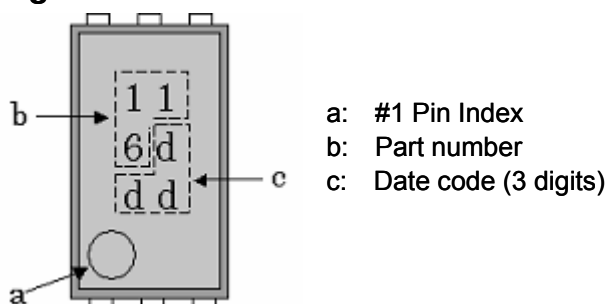 b
1 1
6 d
d d
c
a
a: #1 Pin Index
b: Part number
c: Date code (3 digits)